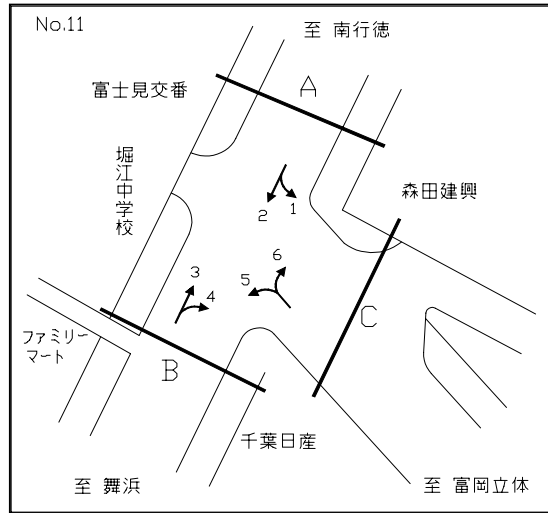 No.11
至 南行徳
富士見交番
A
堀江中学校
森田建興
1
2
6
3
5
4
C
ファミリー
マート
B
千葉日産
至 舞浜
至 富岡立体